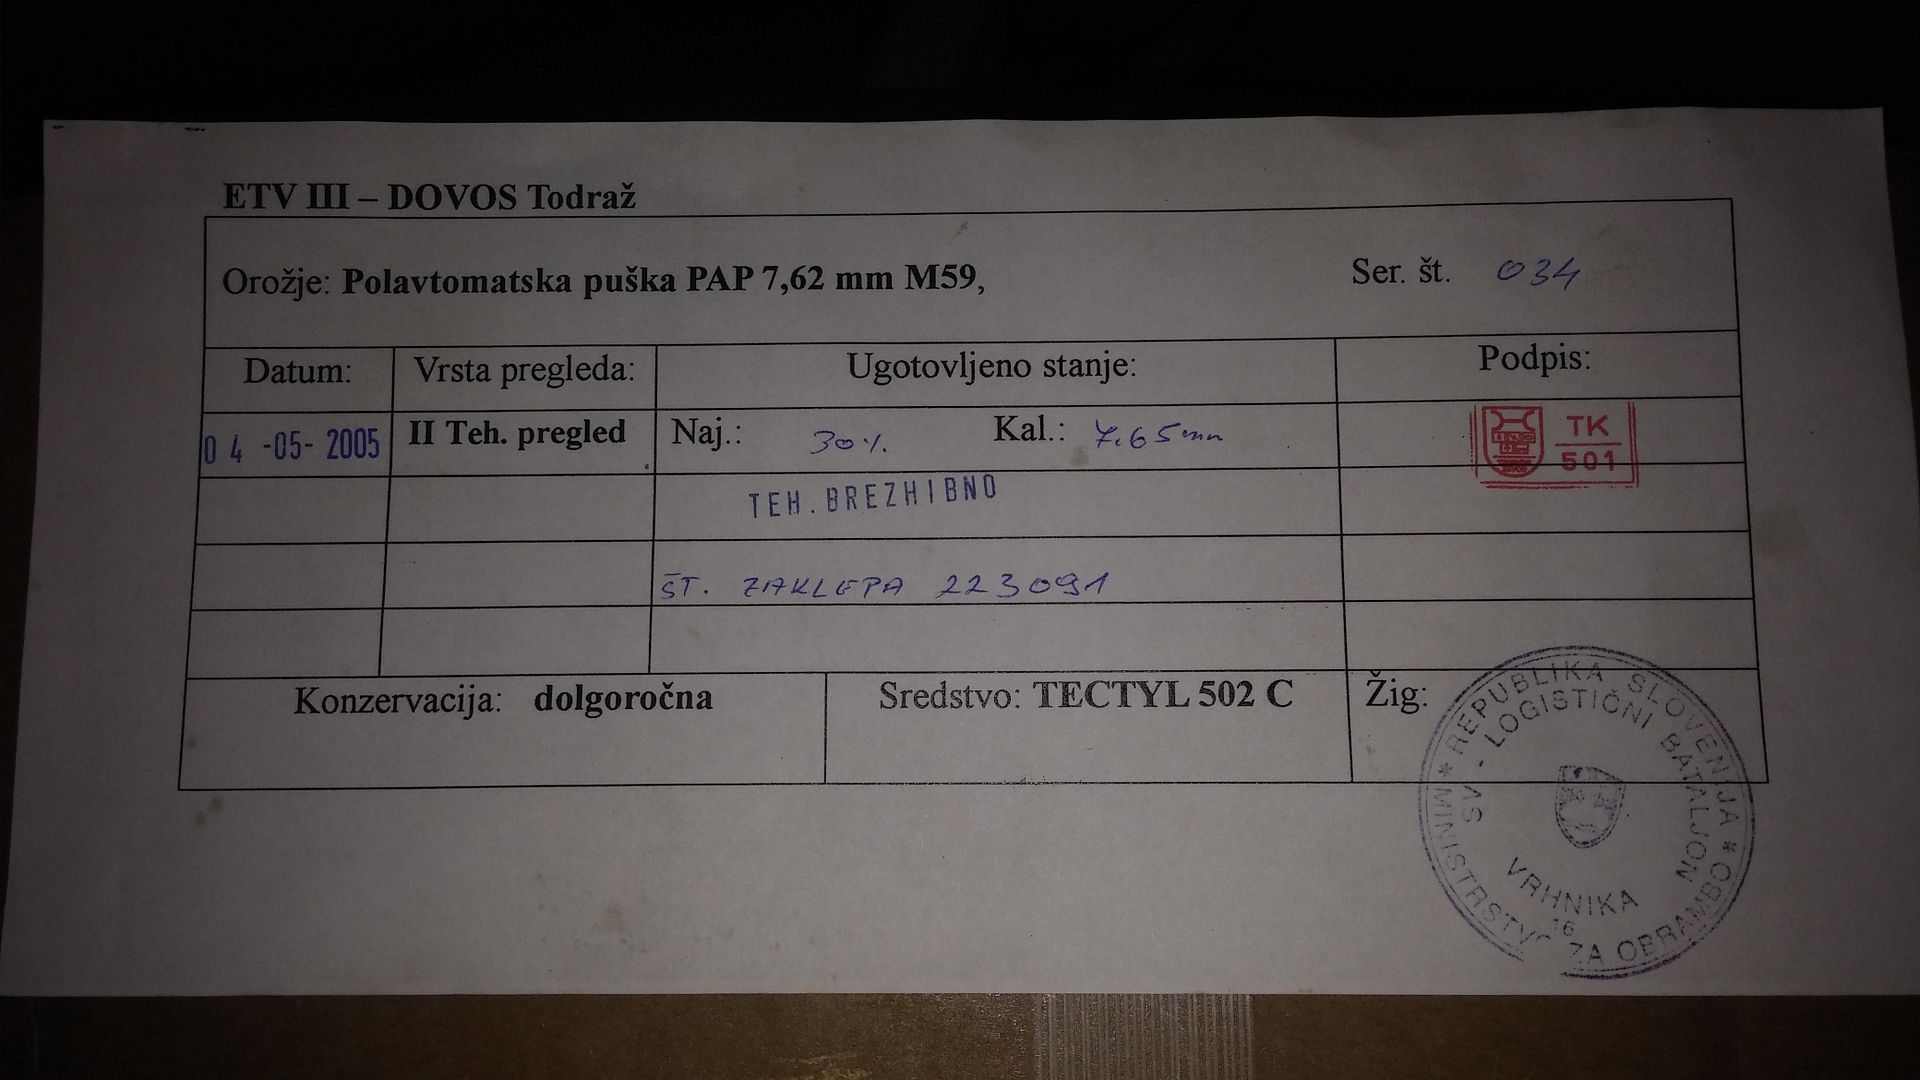 ETV III – DOVOS Todraž
Orožje: Polavtomatska puška PAP 7,62 mm M59, Ser. št. 034
Datum: Vrsta pregleda: Ugotovljeno stanje: Podpis:
04 -05- 2005 II Teh. pregled Naj.: 30%. Kal.: 7.65mm TK 501
TEH. BREZHIBNO
ŠT. ZAKLEPA 223091
Konzervacija: dolgoročna Sredstvo: TECTYL 502 C Žig:
* REPUBLIKA SLOVENIJA * MINISTRSTVO ZA OBRAMBO
SV - LOGISTIČNI BATALJON
VRHNIKA
16